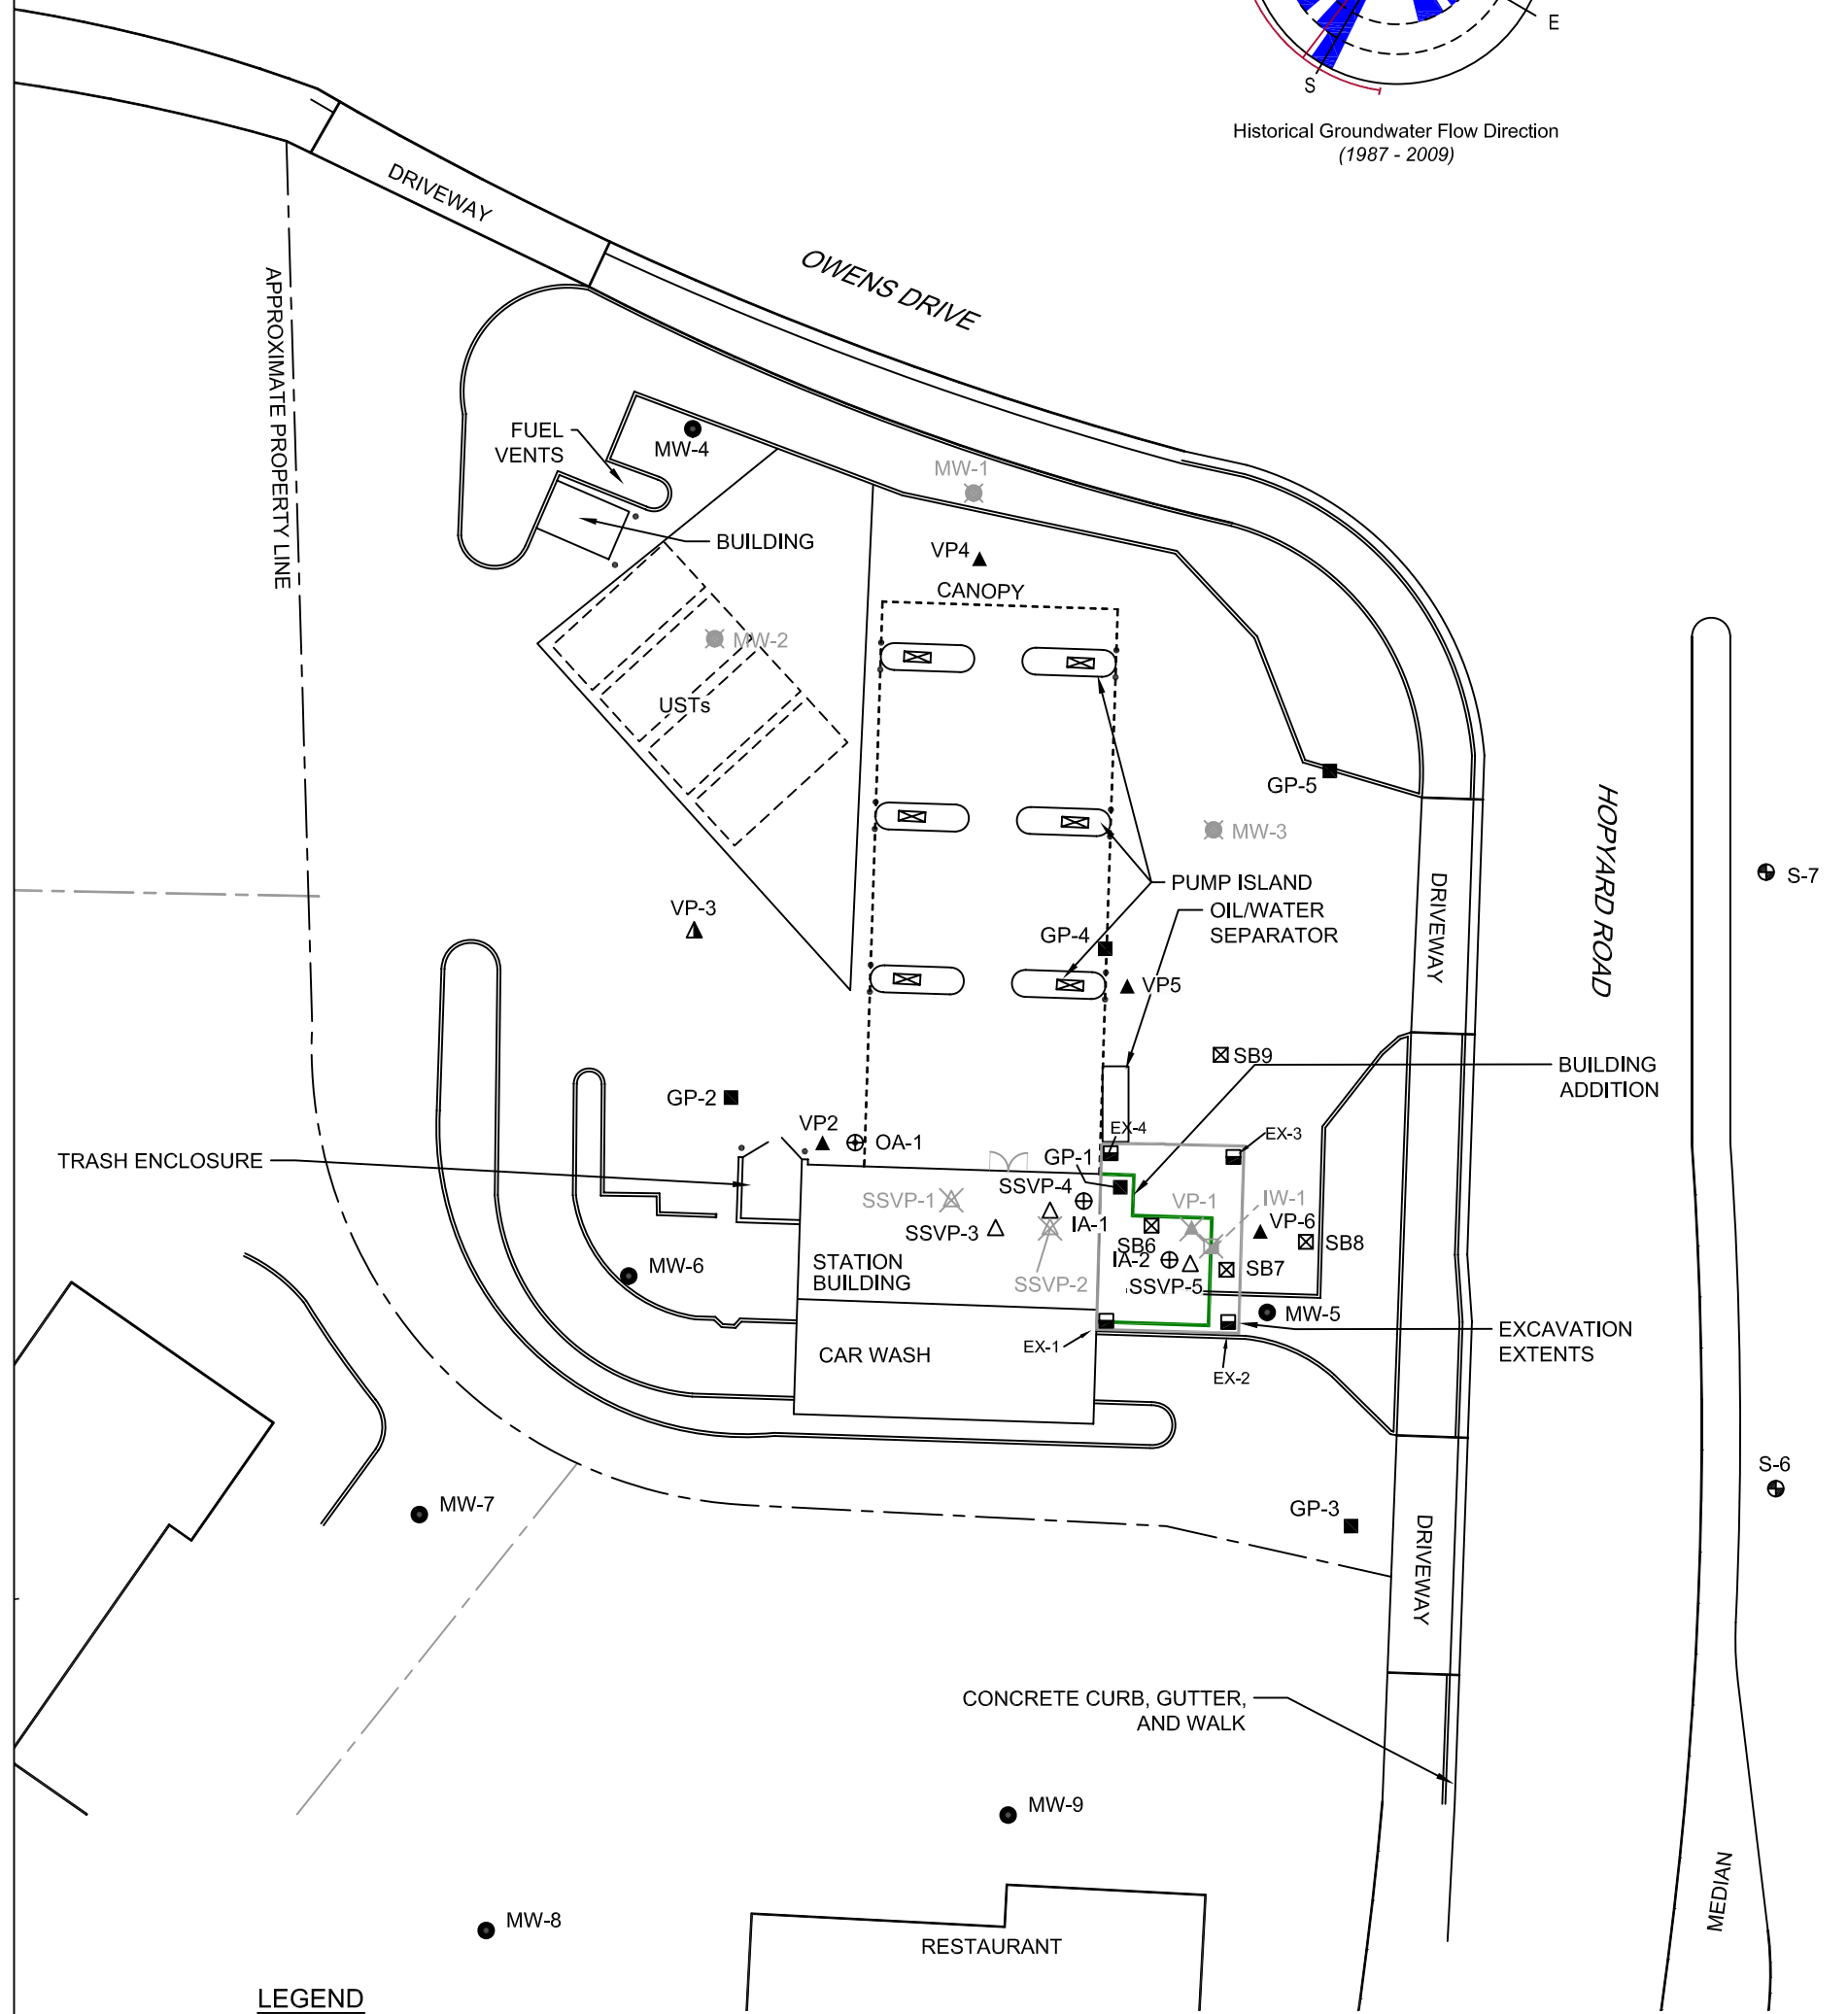 E
S
Historical Groundwater Flow Direction
(1987 - 2009)
DRIVEWAY
OWENS DRIVE
APPROXIMATE PROPERTY LINE
FUEL
VENTS
MW-4
MW-1
BUILDING
VP4
CANOPY
MW-2
USTs
GP-5
MW-3
HOPYARD ROAD
S-7
PUMP ISLAND
OIL/WATER
SEPARATOR
DRIVEWAY
VP-3
GP-4
VP5
SB9
BUILDING
ADDITION
GP-2
VP2
OA-1
EX-4
EX-3
TRASH ENCLOSURE
GP-1
SSVP-4
SSVP-1
VP-1
IW-1
IA-1
VP-6
SSVP-3
SB6
SB8
STATION
BUILDING
IA-2
SB7
MW-6
SSVP-2
SSVP-5
MW-5
EXCAVATION
EXTENTS
EX-1
CAR WASH
EX-2
S-6
MW-7
GP-3
DRIVEWAY
CONCRETE CURB, GUTTER,
AND WALK
MW-9
MEDIAN
MW-8
RESTAURANT
LEGEND